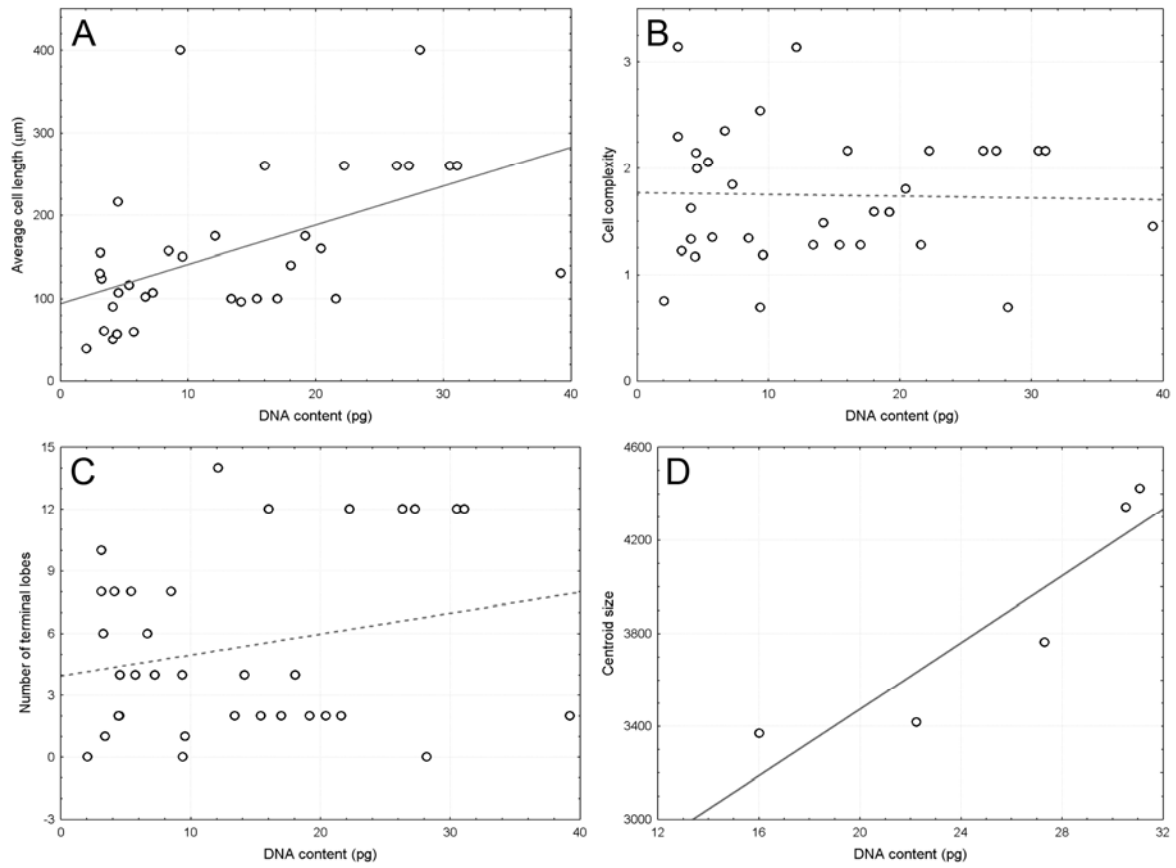 A
Average cell length (μm)
400
300
200
100
0
0 10 20 30 40
DNA content (pg)
B
Cell complexity
3
2
1
0
0 10 20 30 40
DNA content (pg)
C
Number of terminal lobes
15
12
9
6
3
0
-3
0 10 20 30 40
DNA content (pg)
D
Centroid size
4600
4200
3800
3400
3000
12 16 20 24 28 32
DNA content (pg)